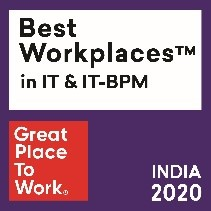 Best
Workplaces™
in IT & IT-BPM
Great
Place
To
Work®
INDIA
2020